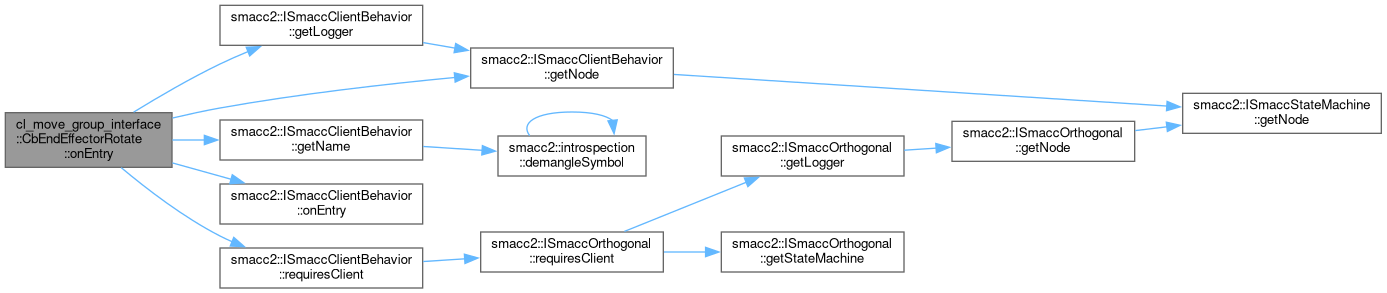 cl_move_group_interface
::CbEndEffectorRotate
::onEntry
smacc2::ISmaccClientBehavior
::getLogger
smacc2::ISmaccClientBehavior
::getNode
smacc2::ISmaccClientBehavior
::getName
smacc2::introspection
::demangleSymbol
smacc2::ISmaccClientBehavior
::onEntry
smacc2::ISmaccClientBehavior
::requiresClient
smacc2::ISmaccOrthogonal
::requiresClient
smacc2::ISmaccOrthogonal
::getLogger
smacc2::ISmaccOrthogonal
::getStateMachine
smacc2::ISmaccOrthogonal
::getNode
smacc2::ISmaccStateMachine
::getNode